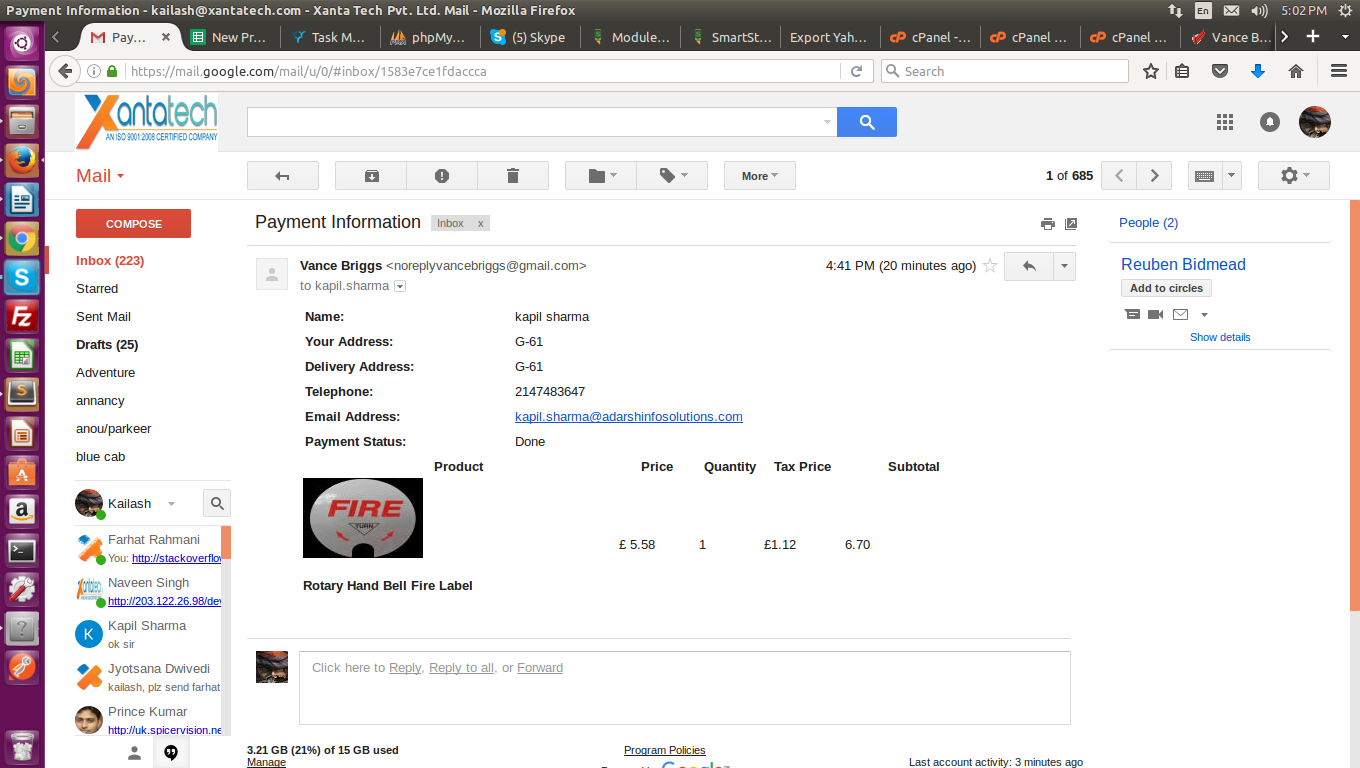 Payment Information - kailash@xantatech.com - Xanta Tech Pvt. Ltd. Mail - Mozilla Firefox
En
5:02 PM
Pay...
New Pr...
Task M...
phpMy...
(5) Skype
Module...
SmartSt...
Export Yah...
cPanel -...
cPanel ...
cPanel ...
Vance B...
https://mail.google.com/mail/u/0/#inbox/1583e7ce1fdaccca
Search
Xantatech
AN ISO 9001:2008 CERTIFIED COMPANY
Mail
More
1 of 685
COMPOSE
Inbox (223)
Starred
Sent Mail
Drafts (25)
Adventure
annancy
anou/parkeer
blue cab
Kailash
Farhat Rahmani
You: http://stackoverflov
Naveen Singh
http://203.122.26.98/dev
K
Kapil Sharma
ok sir
Jyotsana Dwivedi
kailash, plz send farhat
Prince Kumar
http://uk.spicervision.ne
Payment Information
Inbox x
Vance Briggs <noreplyvancebriggs@gmail.com>
4:41 PM (20 minutes ago)
to kapil.sharma
Name: kapil sharma
Your Address: G-61
Delivery Address: G-61
Telephone: 2147483647
Email Address: kapil.sharma@adarshinfosolutions.com
Payment Status: Done
Product Price Quantity Tax Price Subtotal
FIRE
TURN
£ 5.58 1 £1.12 6.70
Rotary Hand Bell Fire Label
Click here to Reply, Reply to all, or Forward
3.21 GB (21%) of 15 GB used
Manage
Program Policies
Last account activity: 3 minutes ago
People (2)
Reuben Bidmead
Add to circles
Show details